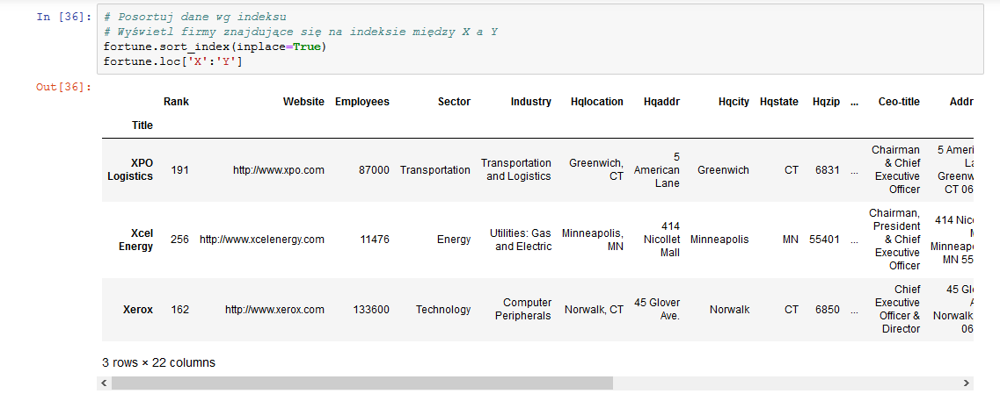 In [36]:
# Posortuj dane wg indeksu
# Wyświetl firmy znajdujące się na indeksie między X a Y
fortune.sort_index(inplace=True)
fortune.loc['X':'Y']
Out[36]:
Rank Website Employees Sector Industry Hqlocation Hqaddr Hqcity Hqstate Hqzip ... Ceo-title Addr
Title
XPO Logistics 191 http://www.xpo.com 87000 Transportation Transportation and Logistics Greenwich, CT 5 American Lane Greenwich CT 6831 ... Chairman & Chief Executive Officer 5 Ameri La Greenw CT 06
Xcel Energy 256 http://www.xcelenergy.com 11476 Energy Utilities: Gas and Electric Minneapolis, MN 414 Nicollet Mall Minneapolis MN 55401 ... Chairman, President & Chief Executive Officer 414 Nico Minneap MN 55
Xerox 162 http://www.xerox.com 133600 Technology Computer Peripherals Norwalk, CT 45 Glover Ave. Norwalk CT 6850 ... Chief Executive Officer & Director 45 Glo Norwalk 06
3 rows × 22 columns